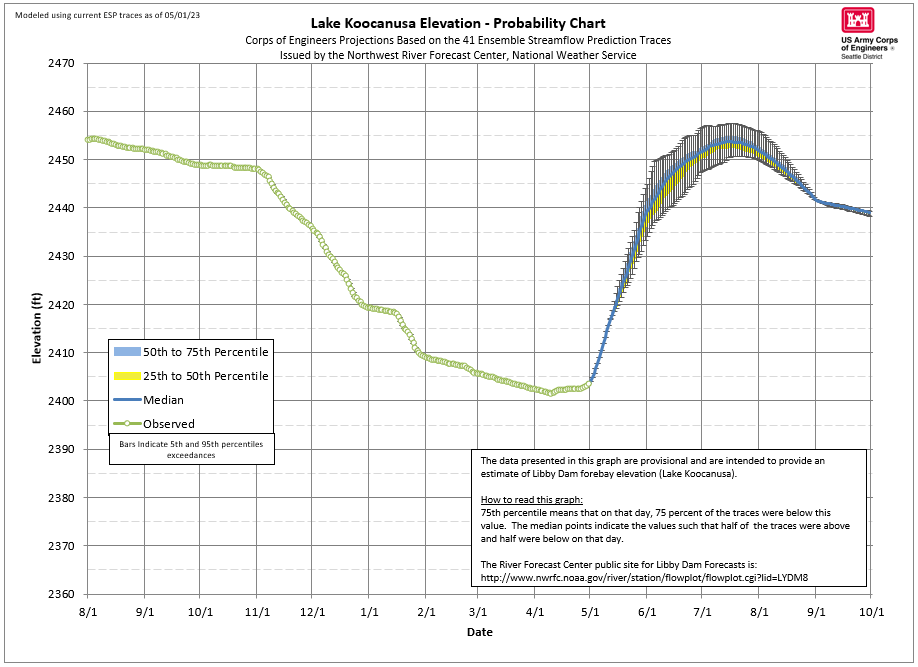 Modeled using current ESP traces as of 05/01/23
Lake Koocanusa Elevation - Probability Chart
Corps of Engineers Projections Based on the 41 Ensemble Streamflow Prediction Traces
Issued by the Northwest River Forecast Center, National Weather Service
US Army Corps
of Engineers ®
Seattle District
2470
2460
2450
2440
2430
2420
2410
2400
2390
2380
2370
2360
Elevation (ft)
50th to 75th Percentile
25th to 50th Percentile
Median
Observed
Bars Indicate 5th and 95th percentiles
exceedances
The data presented in this graph are provisional and are intended to provide an
estimate of Libby Dam forebay elevation (Lake Koocanusa).
How to read this graph:
75th percentile means that on that day, 75 percent of the traces were below this
value. The median points indicate the values such that half of the traces were above
and half were below on that day.
The River Forecast Center public site for Libby Dam Forecasts is:
http://www.nwrfc.noaa.gov/river/station/flowplot/flowplot.cgi?lid=LYDM8
8/1 9/1 10/1 11/1 12/1 1/1 2/1 3/1 4/1 5/1 6/1 7/1 8/1 9/1 10/1
Date